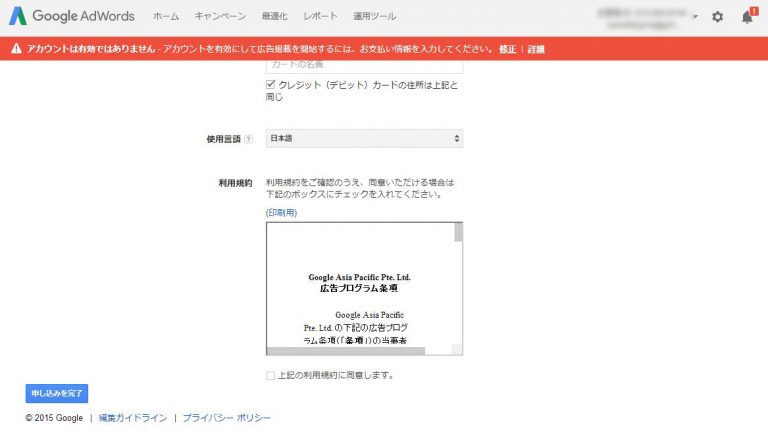 Google AdWords ホーム キャンペーン 最適化 レポート 運用ツール
アカウントは有効ではありません - アカウントを有効にして広告掲載を開始するには、お支払い情報を入力してください。 修正 | 詳細
カードの名義
クレジット（デビット）カードの住所は上記と
同じ
使用言語 ? 日本語
利用規約 利用規約をご確認のうえ、同意いただける場合は
下記のボックスにチェックを入れてください。
(印刷用)
Google Asia Pacific Pte. Ltd.
広告プログラム条項
Google Asia Pacific
Pte. Ltd. の下記の広告プログ
ラム条項(「条項」)の当事者
上記の利用規約に同意します。
申し込みを完了
© 2015 Google | 編集ガイドライン | プライバシー ポリシー